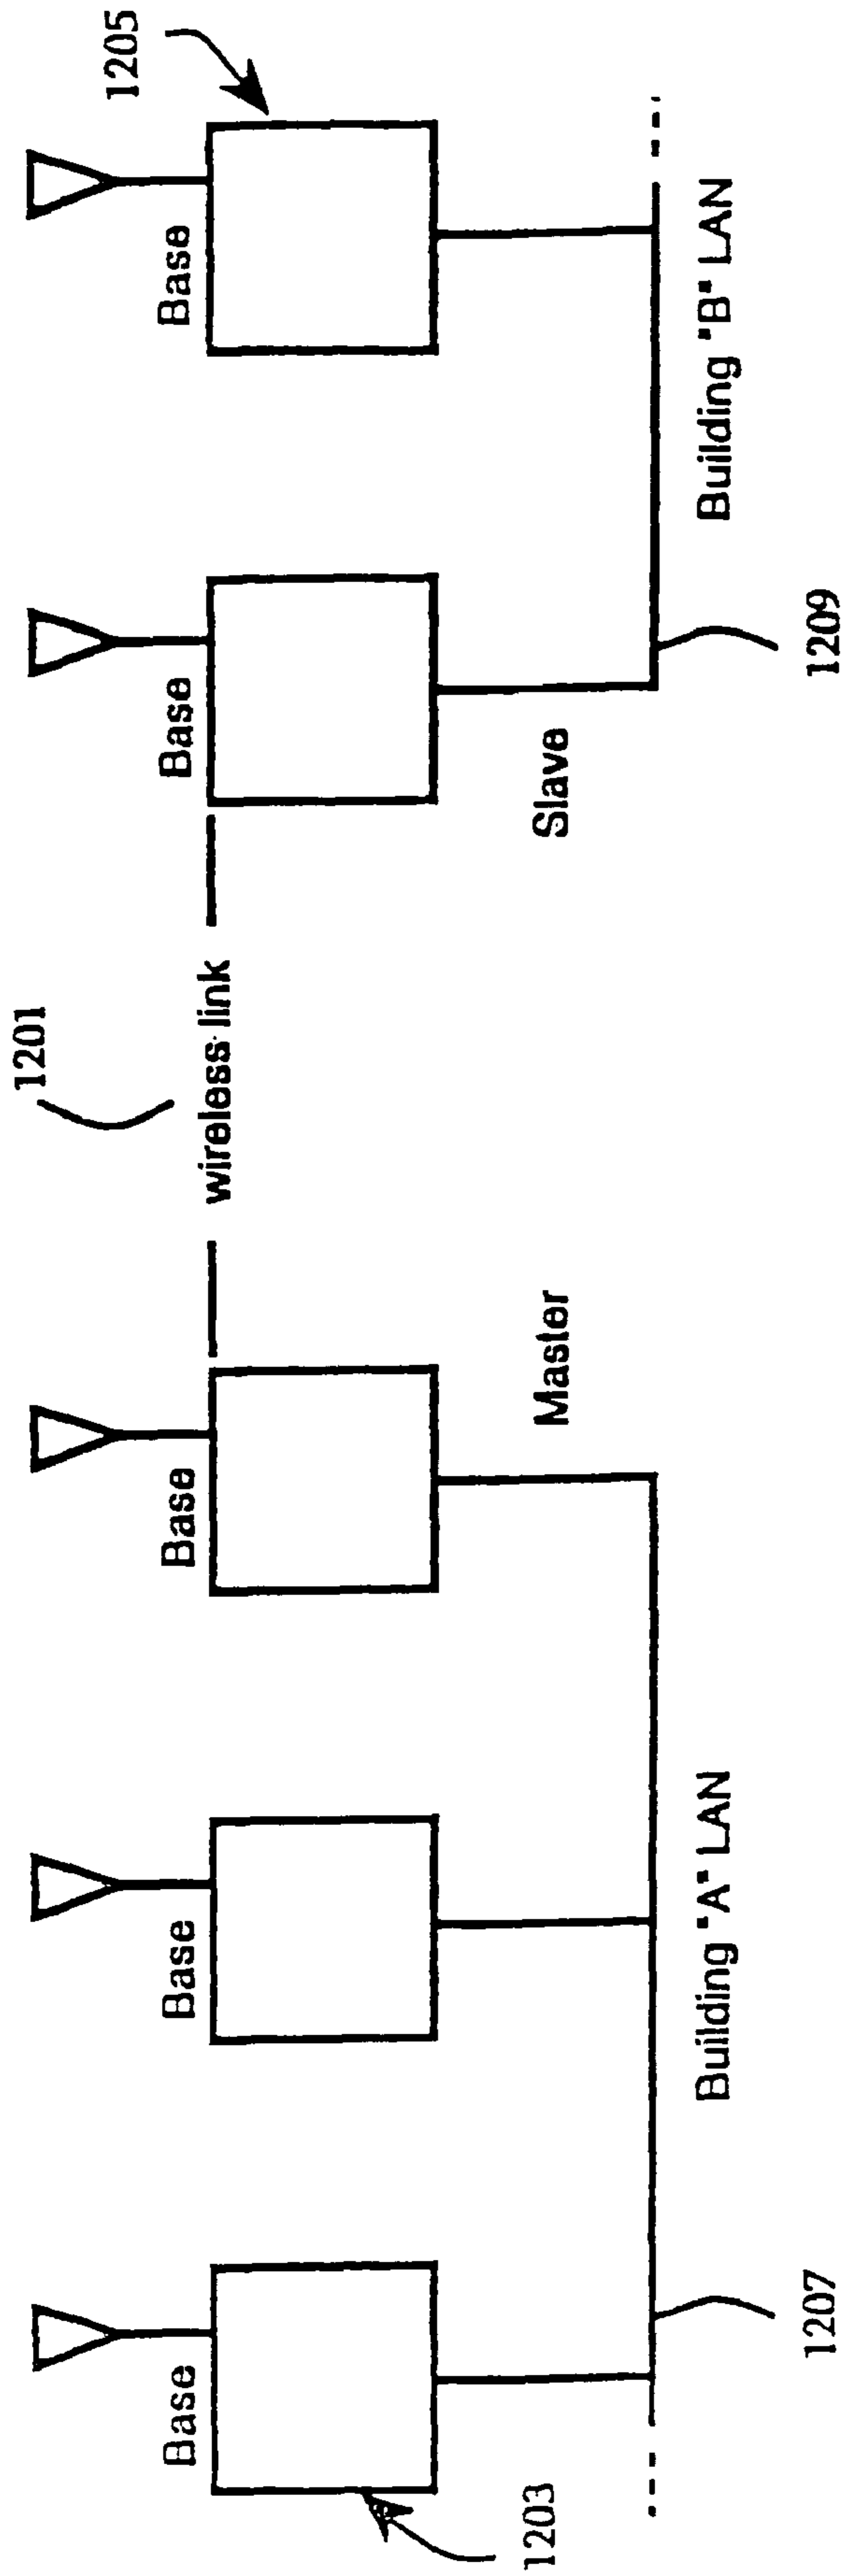 1201
1205
Base
Base
Base
Base
Base
wireless link
1203
Master
Slave
Building "A" LAN
Building "B" LAN
1207
1209